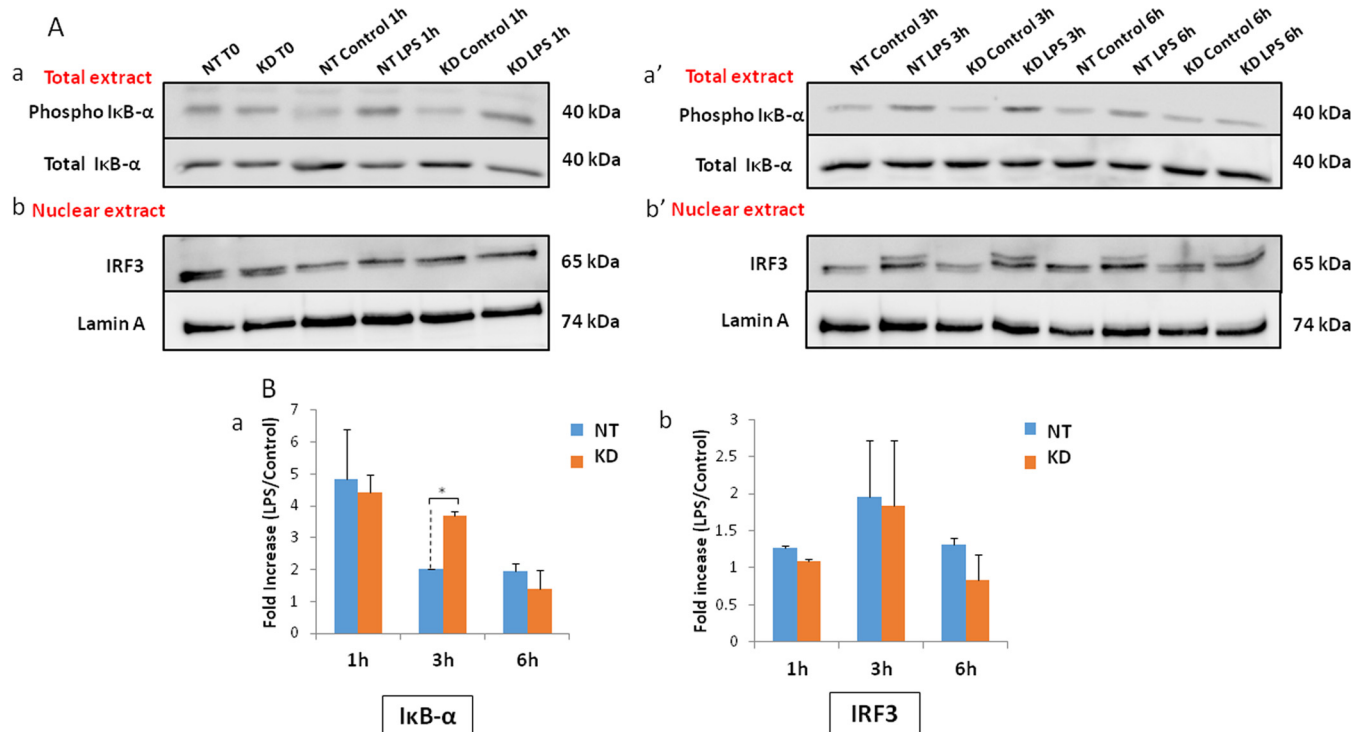 A
NT T0
KD T0
NT Control 1h
NT LPS 1h
KD Control 1h
KD LPS 1h
a
Total extract
Phospho IκB-α
40 kDa
Total IκB-α
40 kDa
b
Nuclear extract
IRF3
65 kDa
Lamin A
74 kDa
NT Control 3h
NT LPS 3h
KD Control 3h
KD LPS 3h
NT Control 6h
NT LPS 6h
KD Control 6h
KD LPS 6h
a’
Total extract
Phospho IκB-α
40 kDa
Total IκB-α
40 kDa
b’
Nuclear extract
IRF3
65 kDa
Lamin A
74 kDa
B
a
Fold Increase (LPS/Control)
7
6
5
4
3
2
1
0
*
1h
3h
6h
NT
KD
IκB-α
b
Fold incease (LPS/Control)
3
2.5
2
1.5
1
0.5
0
1h
3h
6h
NT
KD
IRF3